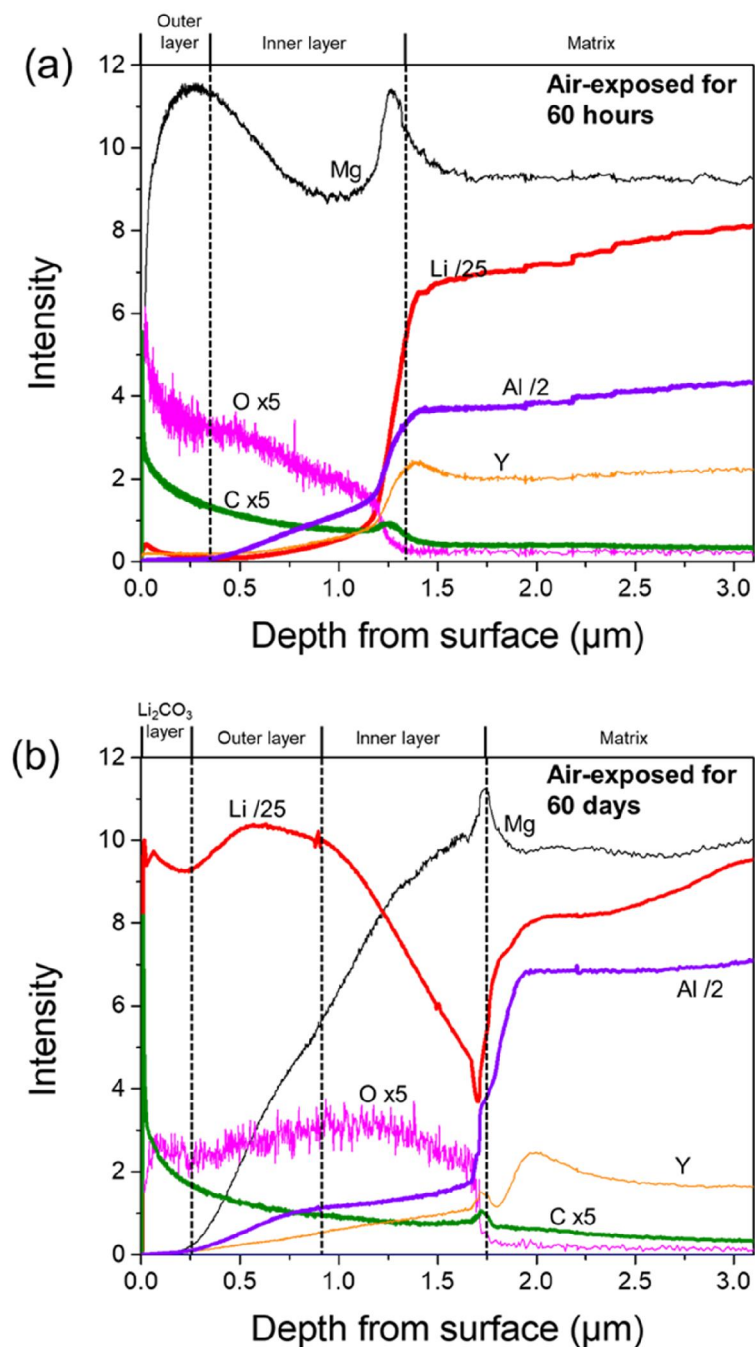 Outer
layer
Inner layer
Matrix
(a)
12
Air-exposed for
60 hours
10
Mg
8
Li /25
Intensity
6
Al /2
4
O x5
Y
2
C x5
0
0.0 0.5 1.0 1.5 2.0 2.5 3.0
Depth from surface (μm)
Li₂CO₃
layer
Outer layer
Inner layer
Matrix
(b)
12
Air-exposed for
60 days
Mg
Li /25
10
8
Al /2
Intensity
6
4
O x5
Y
2
C x5
0
0.0 0.5 1.0 1.5 2.0 2.5 3.0
Depth from surface (μm)